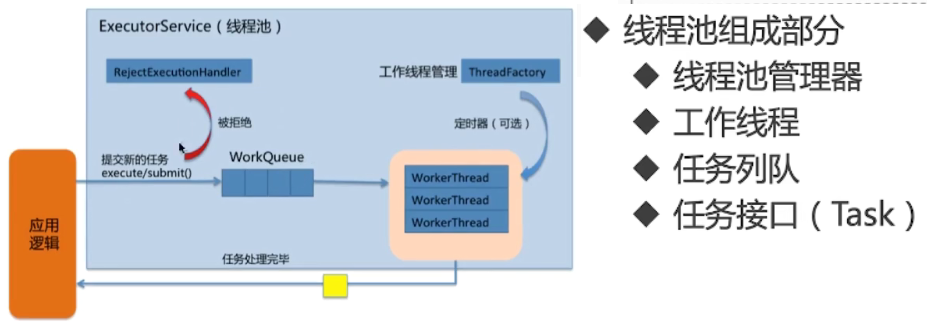 ExecutorService（线程池）
RejectExecutionHandler
工作线程管理
ThreadFactory
被拒绝
定时器（可选）
提交新的任务
execute/submit()
WorkQueue
WorkerThread
WorkerThread
WorkerThread
应用
逻辑
任务处理完毕
◆ 线程池组成部分
◆ 线程池管理器
◆ 工作线程
◆ 任务列队
◆ 任务接口（Task）